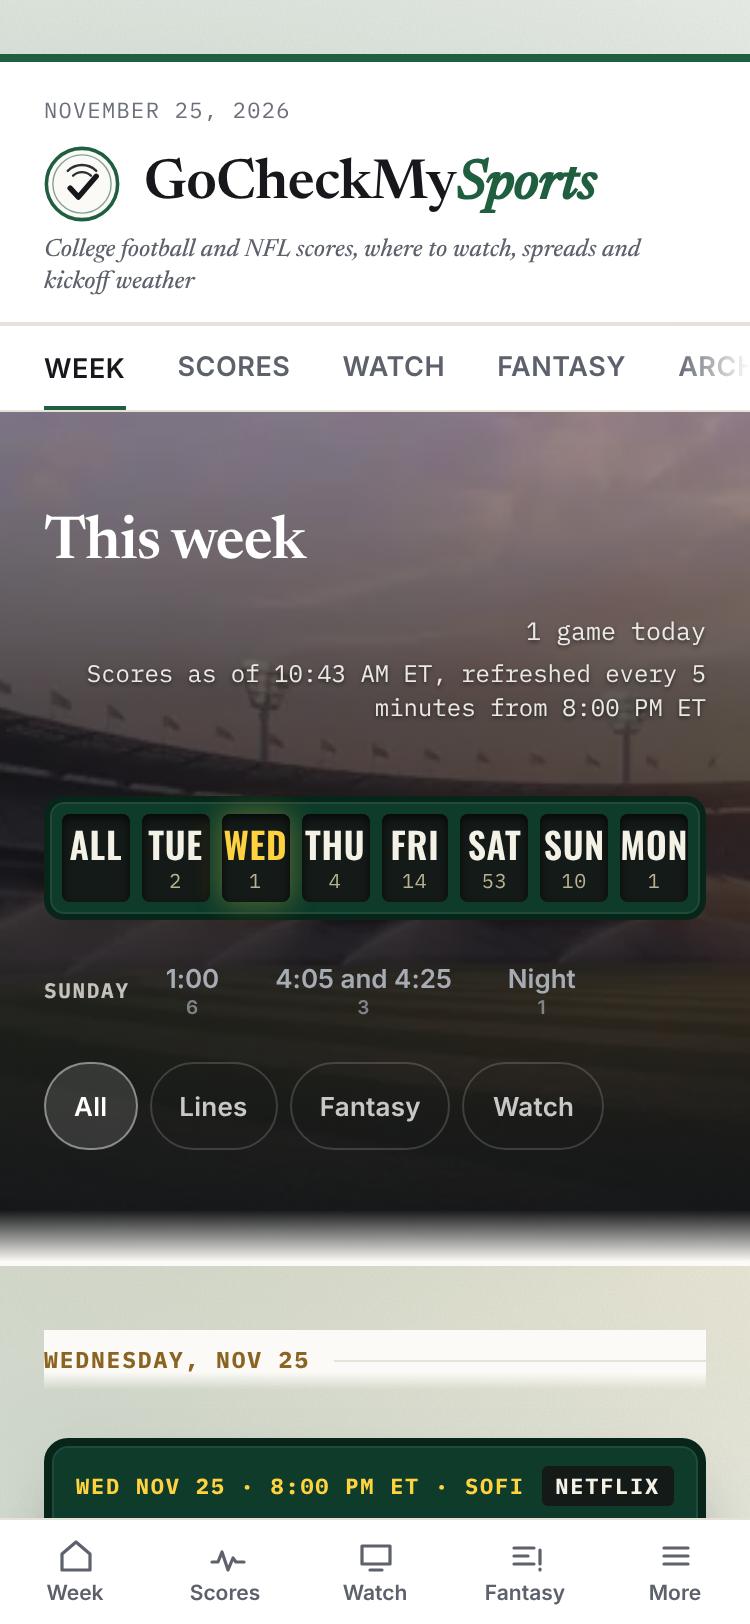 NOVEMBER 25, 2026
GoCheckMySports
College football and NFL scores, where to watch, spreads and
kickoff weather
WEEK SCORES WATCH FANTASY ARCH
This week
1 game today
Scores as of 10:43 AM ET, refreshed every 5
minutes from 8:00 PM ET
ALL TUE WED THU FRI SAT SUN MON
2 1 4 14 53 10 1
SUNDAY 1:00 4:05 and 4:25 Night
6 3 1
All Lines Fantasy Watch
WEDNESDAY, NOV 25
WED NOV 25 · 8:00 PM ET · SOFI NETFLIX
Week Scores Watch Fantasy More